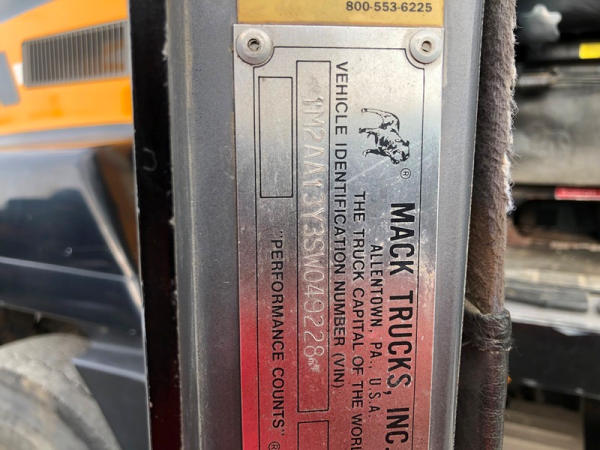 800-553-6225
MACK TRUCKS, INC.
ALLENTOWN, PA., U.S.A.
THE TRUCK CAPITAL OF THE WORL
VEHICLE IDENTIFICATION NUMBER (VIN)
1M2AA13Y3SW049228
"PERFORMANCE COUNTS" ®